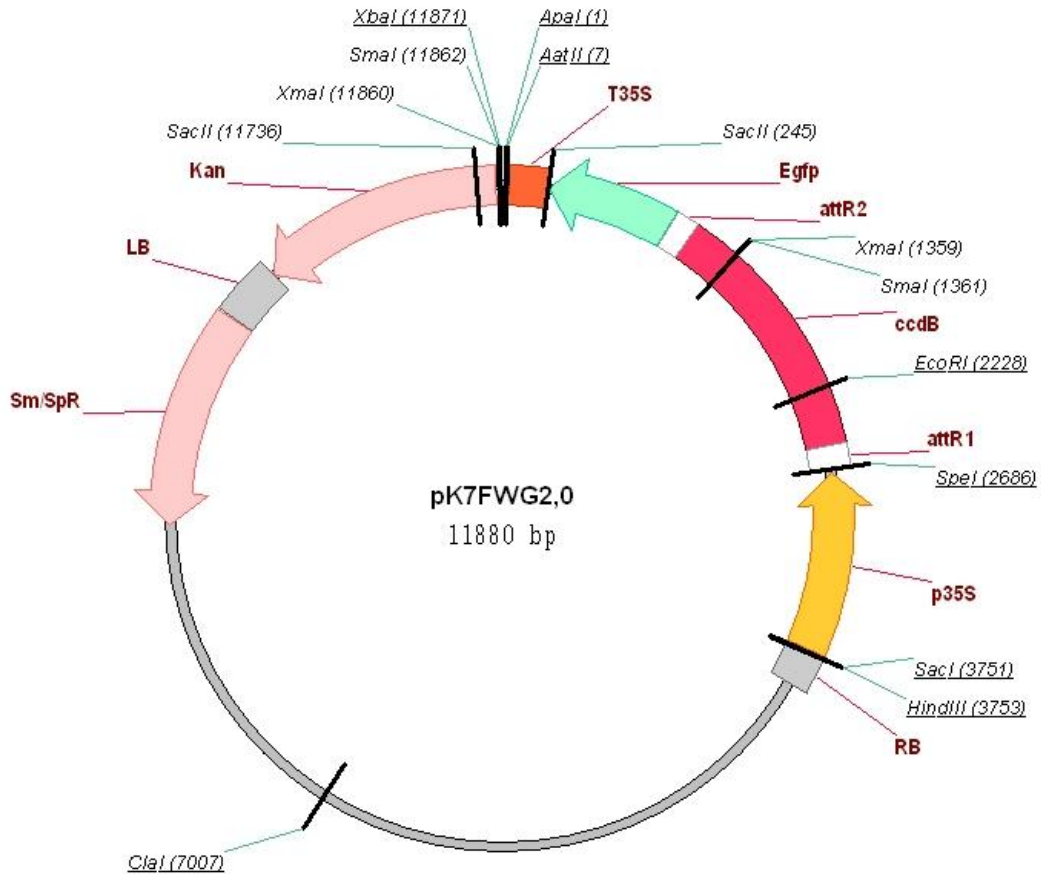 XbaI (11871)
ApaI (1)
SmaI (11862)
AatII (7)
XmaI (11860)
T35S
SacII (11736)
SacII (245)
Kan
Egfp
attR2
LB
XmaI (1359)
SmaI (1361)
ccdB
EcoRI (2228)
Sm/SpR
attR1
SpeI (2686)
pK7FWG2,0
11880 bp
p35S
SacI (3751)
HindIII (3753)
RB
ClaI (7007)